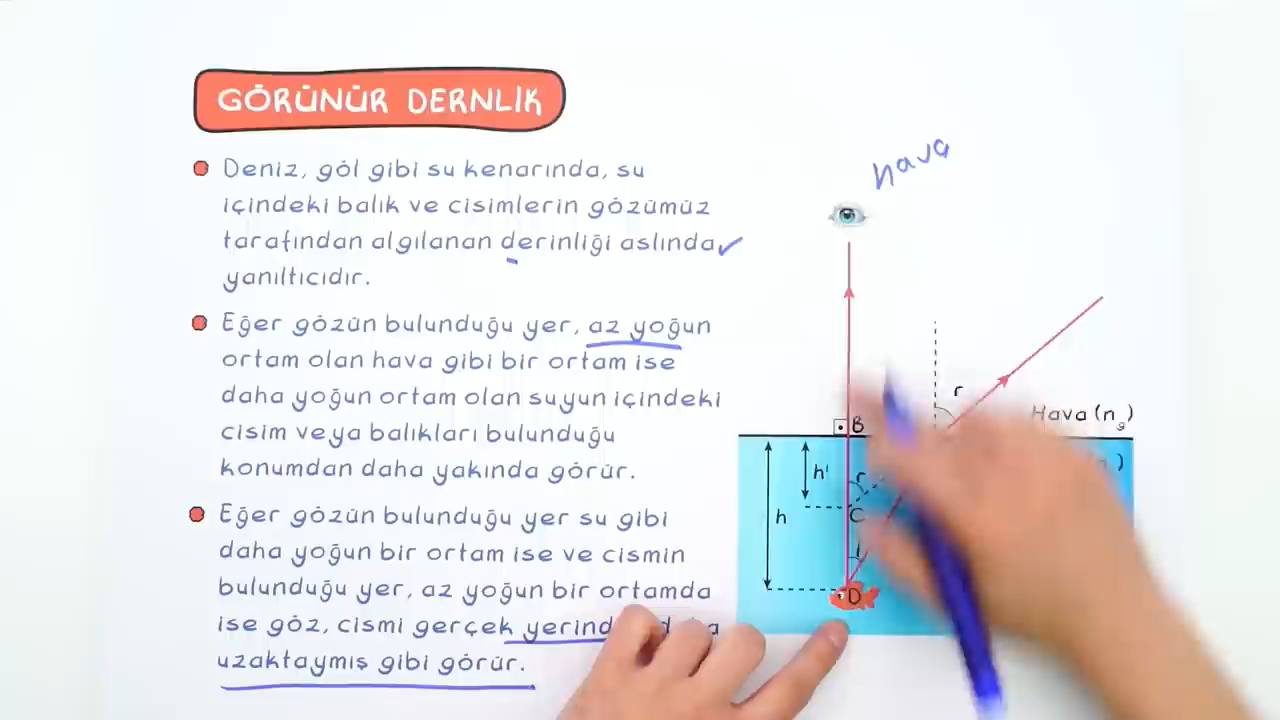 GÖRÜNÜR DERNLİK
Deniz, göl gibi su kenarında, su
içindeki balık ve cisimlerin gözümüz
tarafından algılanan derinliği aslında
yanıltıcıdır.
Eğer gözün bulunduğu yer, az yoğun
ortam olan hava gibi bir ortam ise
daha yoğun ortam olan suyun içindeki
cisim veya balıkları bulunduğu
konumdan daha yakında görür.
Eğer gözün bulunduğu yer su gibi
daha yoğun bir ortam ise ve cismin
bulunduğu yer, az yoğun bir ortamda
ise göz, cismi gerçek
uzaktaymış gibi görür.
hava
r
Hava (ng)
B
h'
r
h
C
i
D